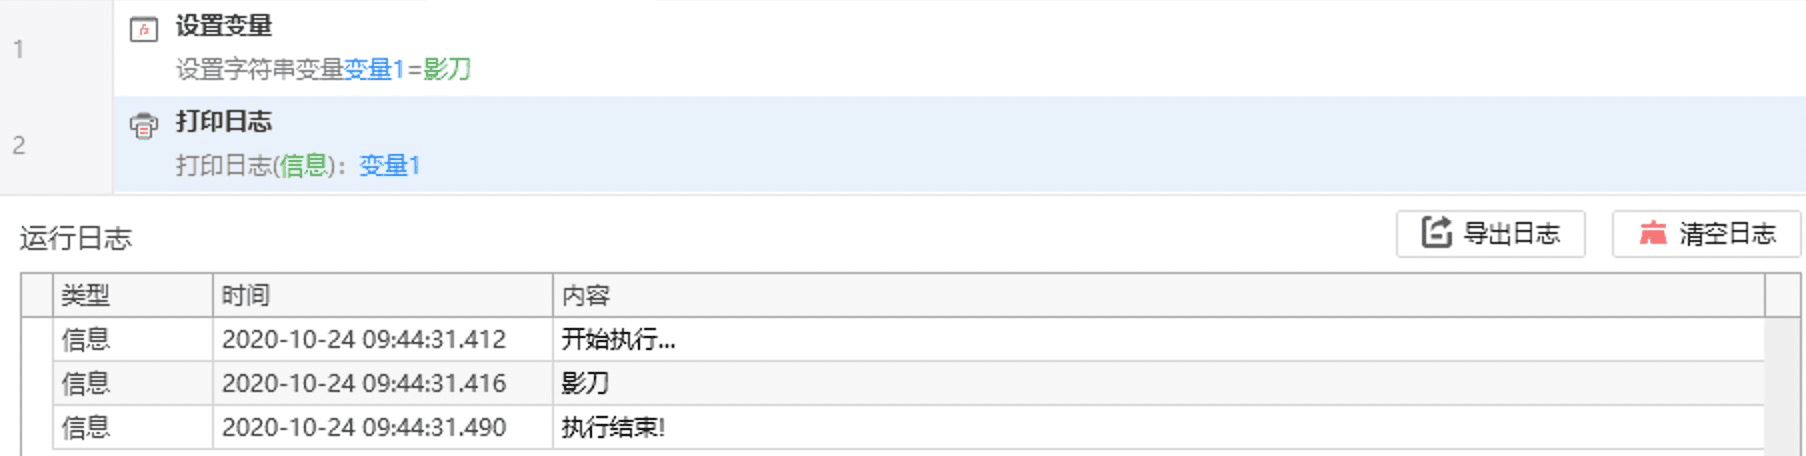 1
设置变量
设置字符串变量变量1=影刀
2
打印日志
打印日志(信息)：变量1
运行日志
导出日志
清空日志
类型 时间 内容
信息 2020-10-24 09:44:31.412 开始执行...
信息 2020-10-24 09:44:31.416 影刀
信息 2020-10-24 09:44:31.490 执行结束!